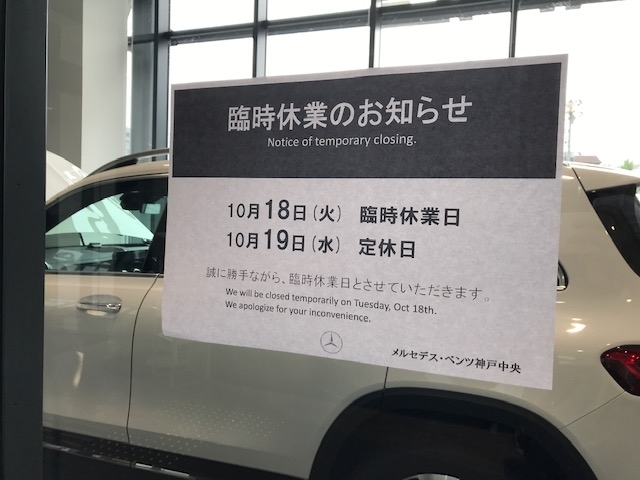 臨時休業のお知らせ
Notice of temporary closing.
10月18日(火) 臨時休業日
10月19日(水) 定休日
誠に勝手ながら、臨時休業日とさせていただきます。
We will be closed temporarily on Tuesday, Oct 18th.
We apologize for your inconvenience.
メルセデス・ベンツ神戸中央